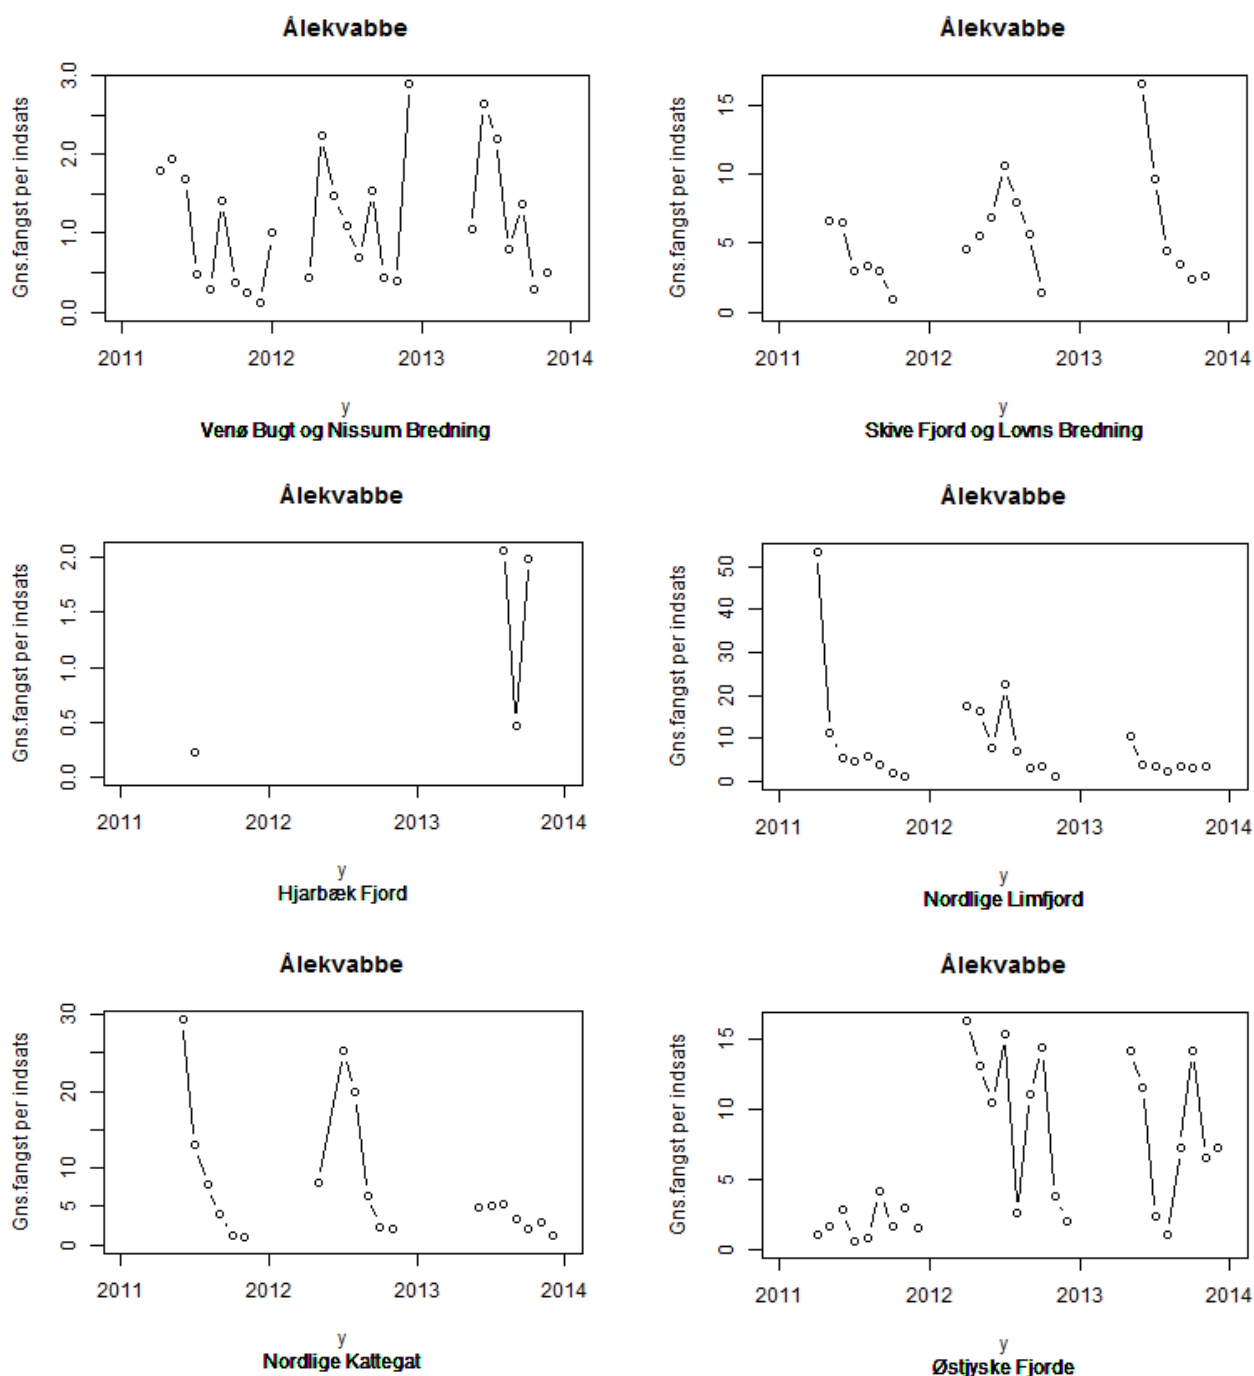 Ålekvabbe
Gns.fangst per indsats
0.0 1.0 2.0 3.0
2011 2012 2013 2014
y
Venø Bugt og Nissum Bredning
Ålekvabbe
Gns.fangst per indsats
0 5 10 15
2011 2012 2013 2014
y
Skive Fjord og Lovns Bredning
Ålekvabbe
Gns.fangst per indsats
0.0 0.5 1.0 1.5 2.0
2011 2012 2013 2014
y
Hjarbæk Fjord
Ålekvabbe
Gns.fangst per indsats
0 10 20 30 40 50
2011 2012 2013 2014
y
Nordlige Limfjord
Ålekvabbe
Gns.fangst per indsats
0 5 10 20 30
2011 2012 2013 2014
y
Nordlige Kattegat
Ålekvabbe
Gns.fangst per indsats
0 5 10 15
2011 2012 2013 2014
y
Østjyske Fjorde